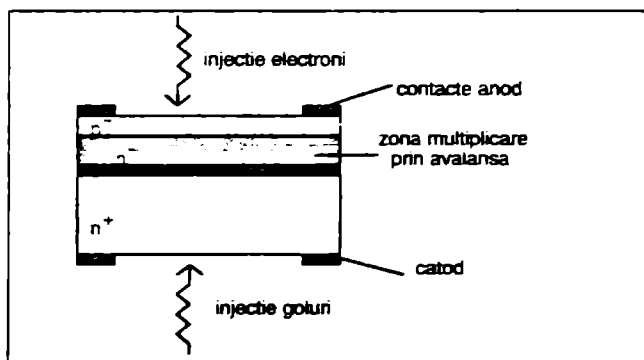 injectie electroni
contacte anod
zona multiplicare
prin avalansa
n⁺
catod
injectie goluri